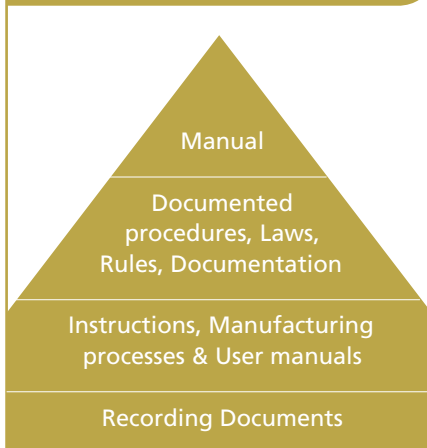 Manual
Documented
procedures, Laws,
Rules, Documentation
Instructions, Manufacturing
processes & User manuals
Recording Documents